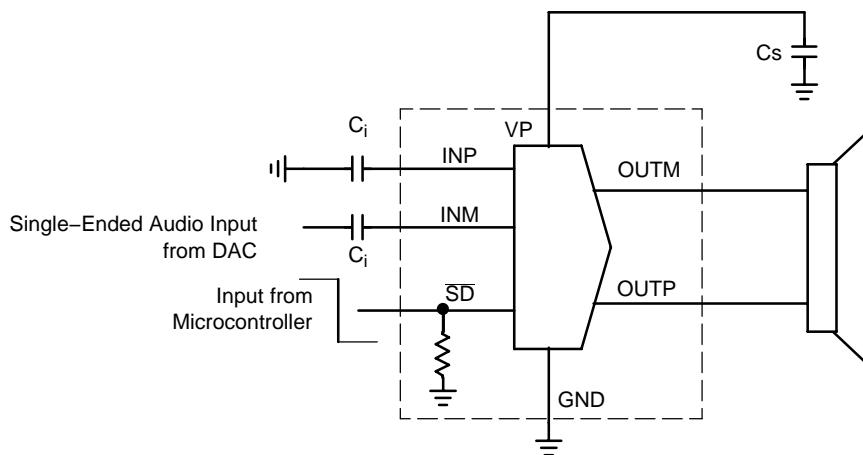 Cs
VP
Ci
INP
OUTM
Single−Ended Audio Input
from DAC
INM
Ci
SD
Input from
Microcontroller
OUTP
GND